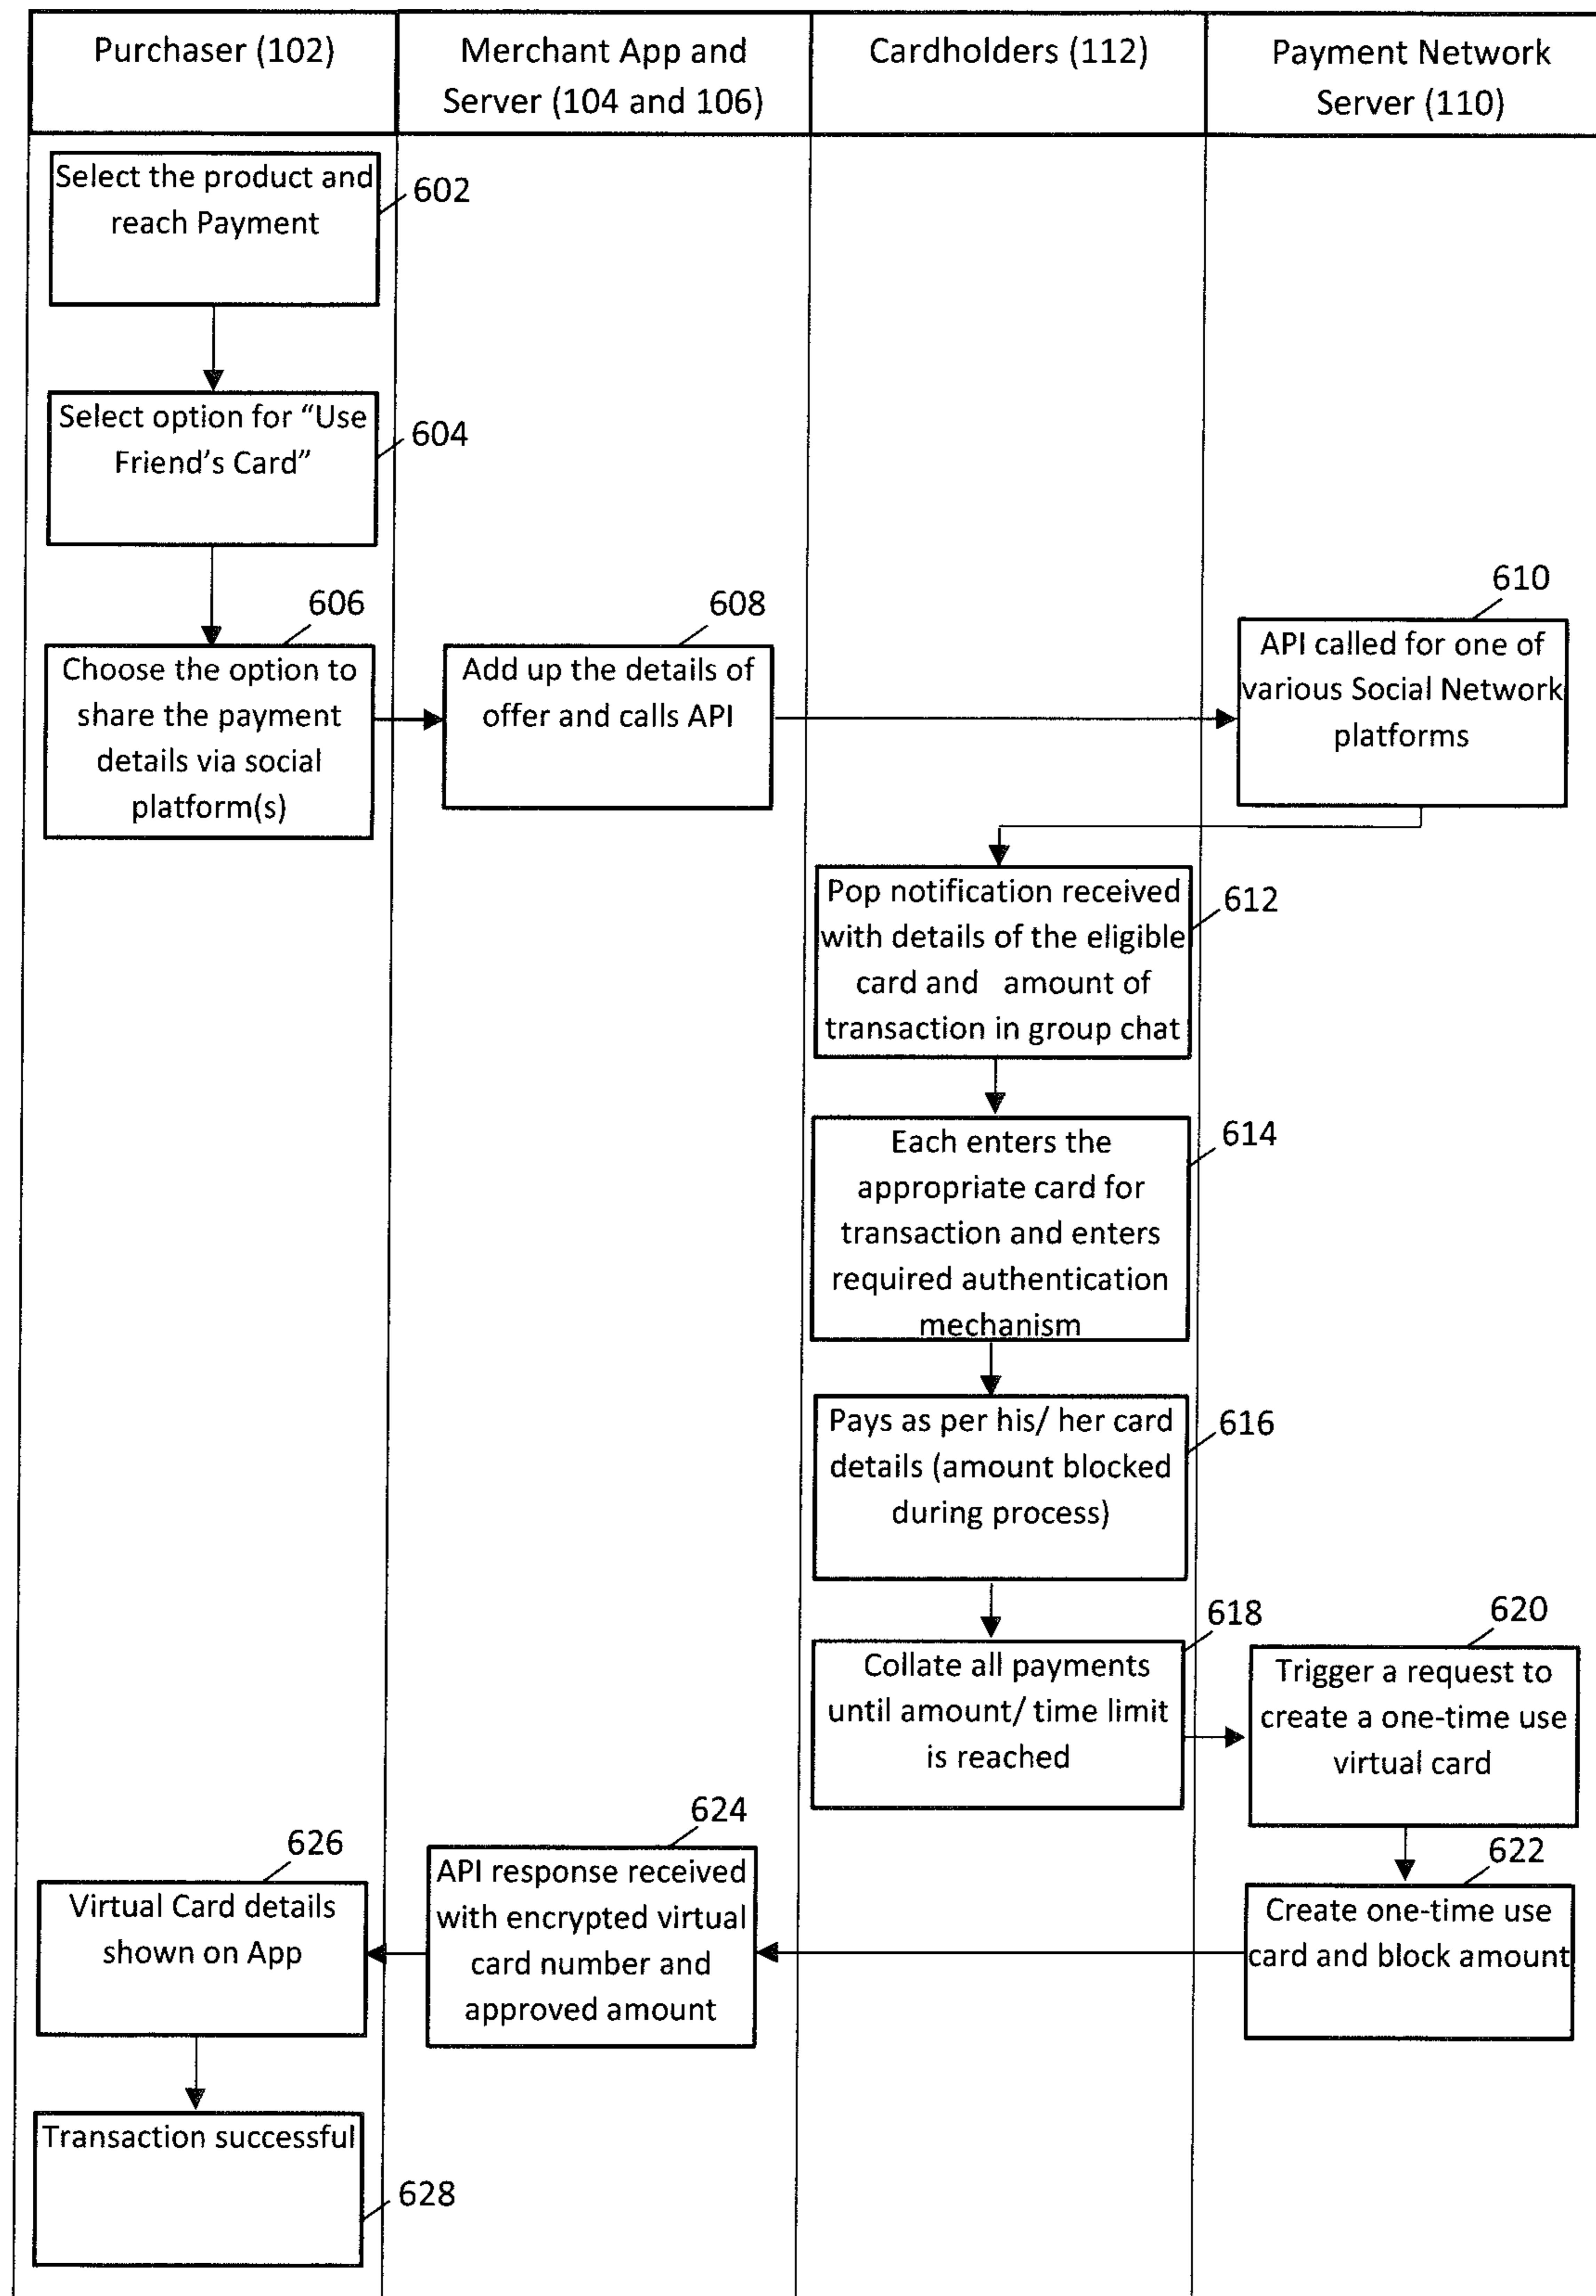 Purchaser (102)
Merchant App and
Server (104 and 106)
Cardholders (112)
Payment Network
Server (110)
Select the product and
reach Payment
602
Select option for “Use
Friend’s Card”
604
606
Choose the option to
share the payment
details via social
platform(s)
608
Add up the details of
offer and calls API
610
API called for one of
various Social Network
platforms
Pop notification received
with details of the eligible
card and amount of
transaction in group chat
612
Each enters the
appropriate card for
transaction and enters
required authentication
mechanism
614
Pays as per his/ her card
details (amount blocked
during process)
616
618
Collate all payments
until amount/ time limit
is reached
620
Trigger a request to
create a one-time use
virtual card
622
Create one-time use
card and block amount
624
API response received
with encrypted virtual
card number and
approved amount
626
Virtual Card details
shown on App
Transaction successful
628